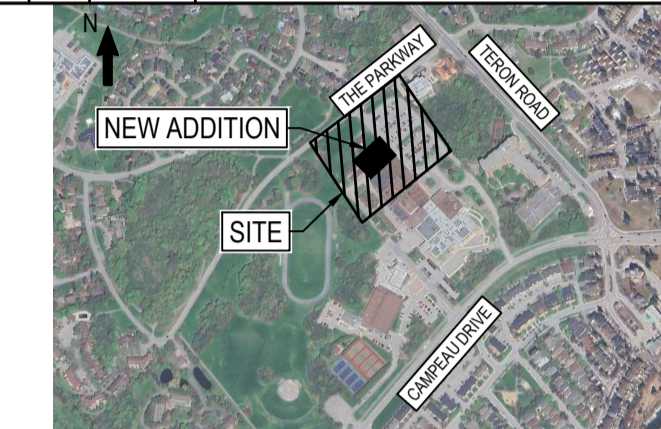 N
THE PARKWAY
TERON ROAD
NEW ADDITION
SITE
CAMPEAU DRIVE